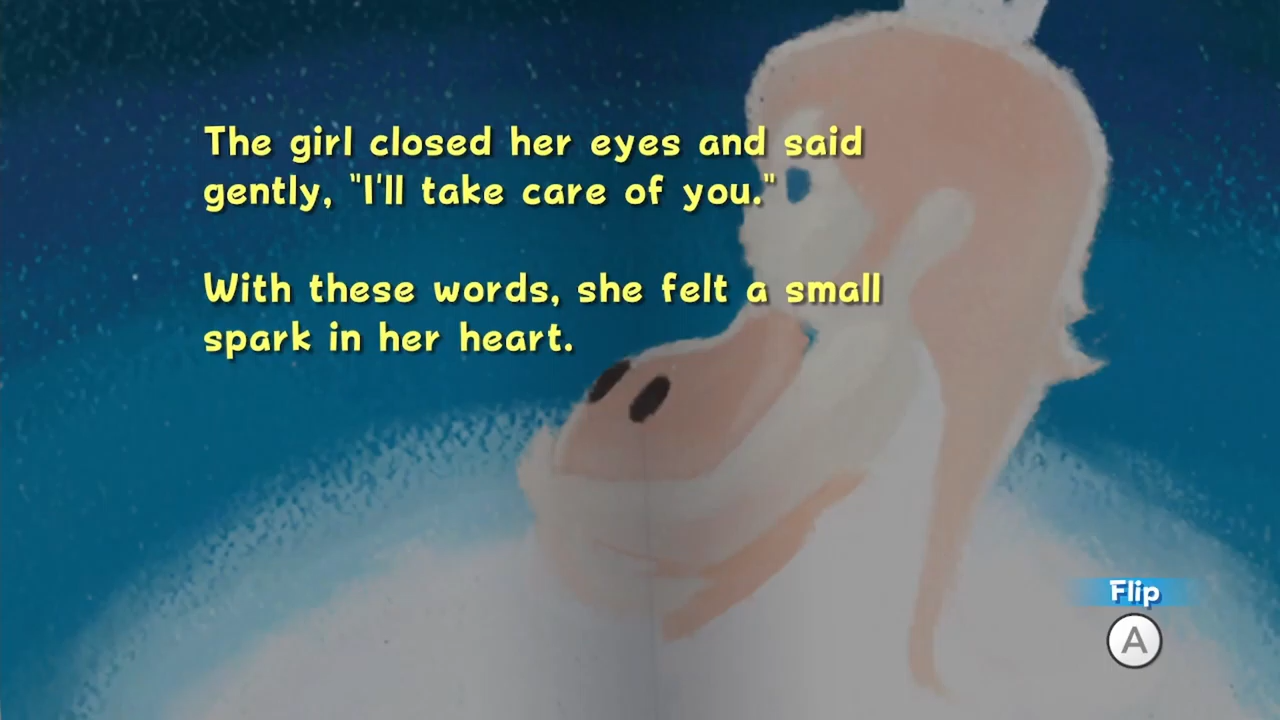 The girl closed her eyes and said
gently, "I'll take care of you."
With these words, she felt a small
spark in her heart.
Flip
A